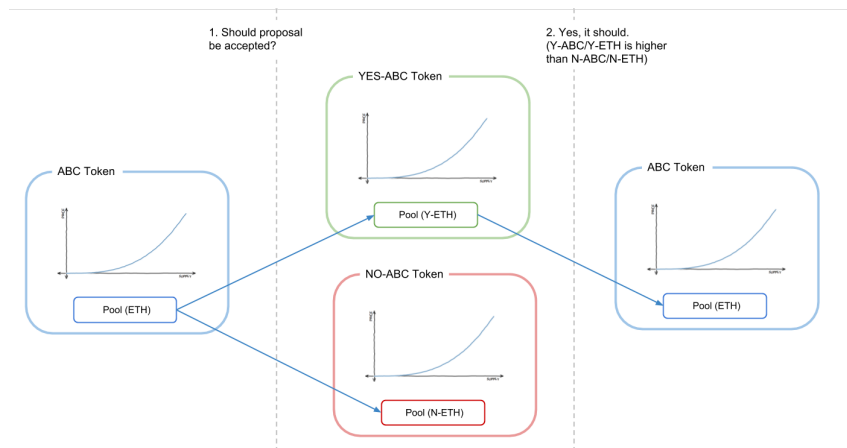 1. Should proposal
be accepted?
2. Yes, it should.
(Y-ABC/Y-ETH is higher
than N-ABC/N-ETH)
YES-ABC Token
Pool (Y-ETH)
ABC Token
Pool (ETH)
ABC Token
Pool (ETH)
NO-ABC Token
Pool (N-ETH)